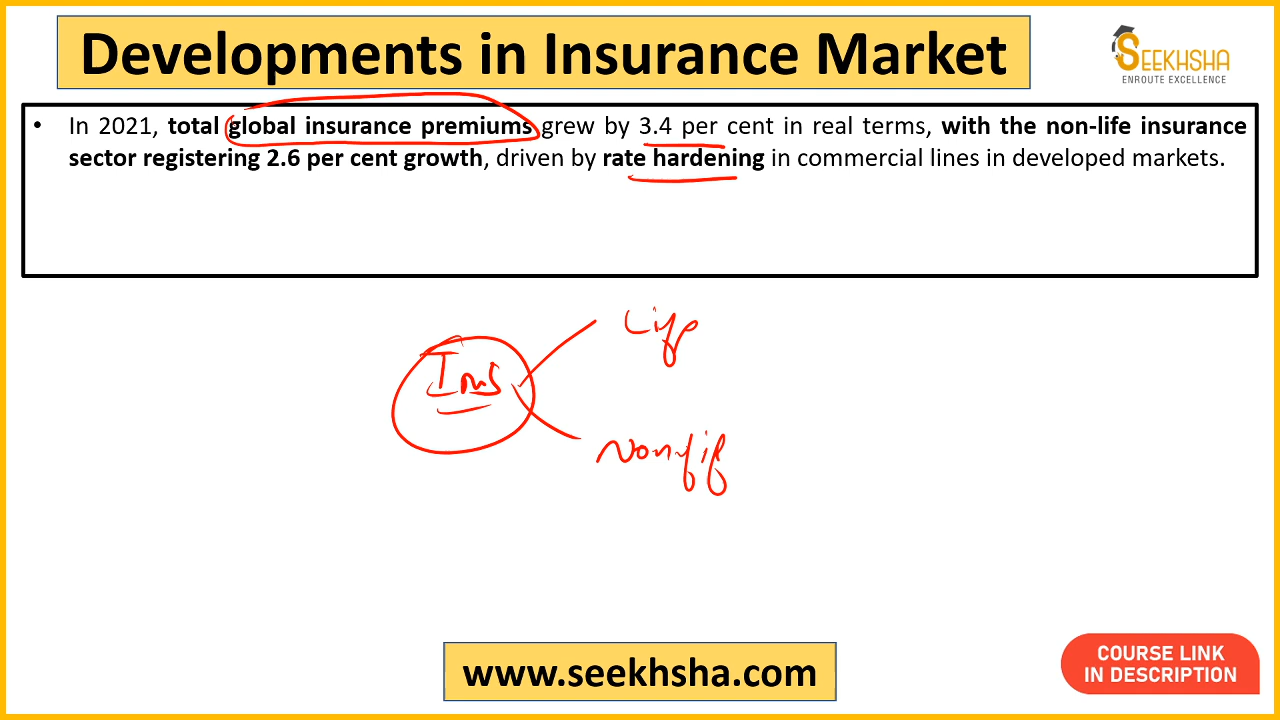 Developments in Insurance Market
SEEKHSHA
ENROUTE EXCELLENCE
• In 2021, total global insurance premiums grew by 3.4 per cent in real terms, with the non-life insurance
sector registering 2.6 per cent growth, driven by rate hardening in commercial lines in developed markets.
Life
Ins
Non-life
www.seekhsha.com
COURSE LINK
IN DESCRIPTION